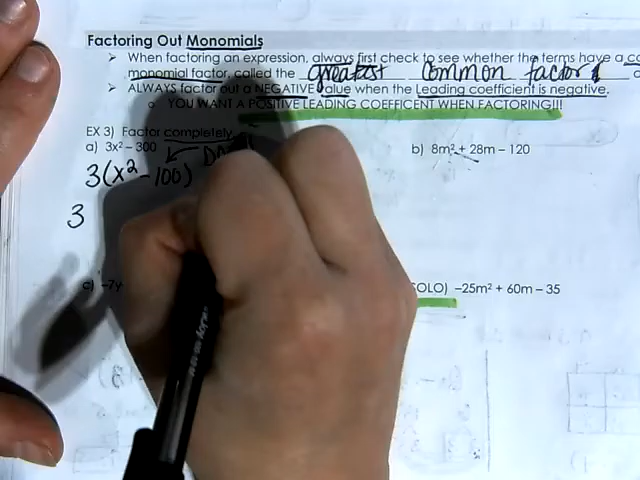 Factoring Out Monomials
➢ When factoring an expression, always first check to see whether the terms have a
monomial factor, called the greatest common factor
➢ ALWAYS factor out a NEGATIVE value when the Leading coefficient is negative.
o YOU WANT A POSITIVE LEADING COEFFICENT WHEN FACTORING!!!
EX 3) Factor completely
a) 3x² – 300
b) 8m² + 28m – 120
3(x² - 100)
3
c) –7y
SOLO) –25m² + 60m – 35